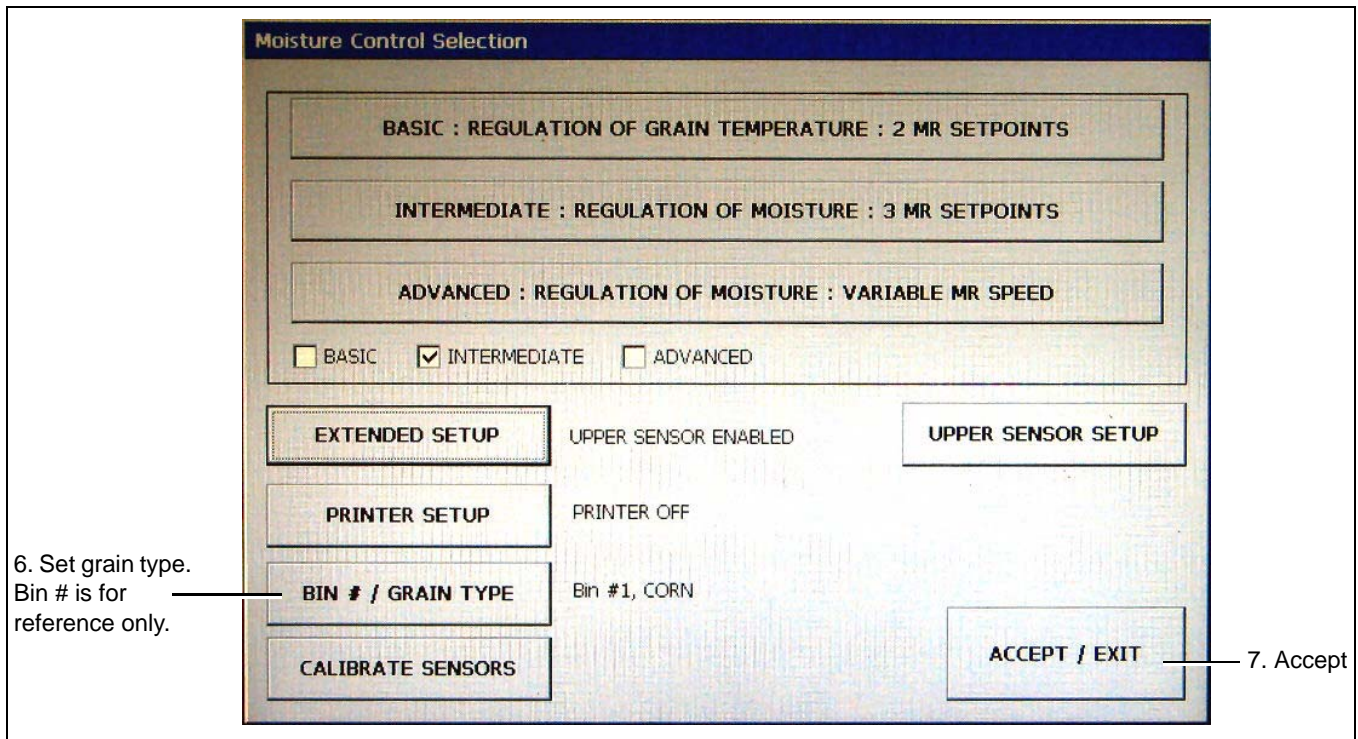 Moisture Control Selection
BASIC : REGULATION OF GRAIN TEMPERATURE : 2 MR SETPOINTS
INTERMEDIATE : REGULATION OF MOISTURE : 3 MR SETPOINTS
ADVANCED : REGULATION OF MOISTURE : VARIABLE MR SPEED
BASIC INTERMEDIATE ADVANCED
EXTENDED SETUP UPPER SENSOR ENABLED UPPER SENSOR SETUP
PRINTER SETUP PRINTER OFF
6. Set grain type.
Bin # is for
reference only.
BIN # / GRAIN TYPE Bin #1, CORN
CALIBRATE SENSORS
ACCEPT / EXIT
7. Accept